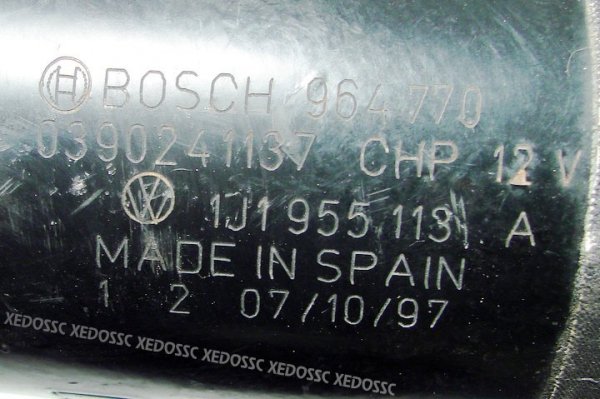 BOSCH 964 770
0390241137 CHP 12 V
1J1 955 113 A
MADE IN SPAIN
1 2 07/10/97
XEDOSSC XEDOSSC XEDOSSC XEDOSSC XEDOSSC XEDOSSC